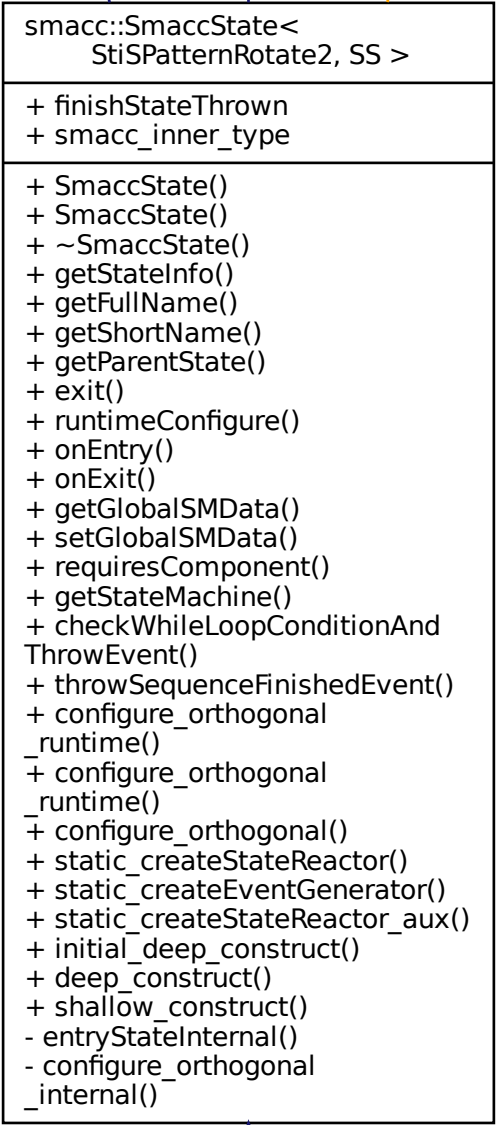 smacc::SmaccState<
StiSPatternRotate2, SS >
+ finishStateThrown
+ smacc_inner_type
+ SmaccState()
+ SmaccState()
+ ~SmaccState()
+ getStateInfo()
+ getFullName()
+ getShortName()
+ getParentState()
+ exit()
+ runtimeConfigure()
+ onEntry()
+ onExit()
+ getGlobalSMData()
+ setGlobalSMData()
+ requiresComponent()
+ getStateMachine()
+ checkWhileLoopConditionAnd
ThrowEvent()
+ throwSequenceFinishedEvent()
+ configure_orthogonal
_runtime()
+ configure_orthogonal
_runtime()
+ configure_orthogonal()
+ static_createStateReactor()
+ static_createEventGenerator()
+ static_createStateReactor_aux()
+ initial_deep_construct()
+ deep_construct()
+ shallow_construct()
- entryStateInternal()
- configure_orthogonal
_internal()